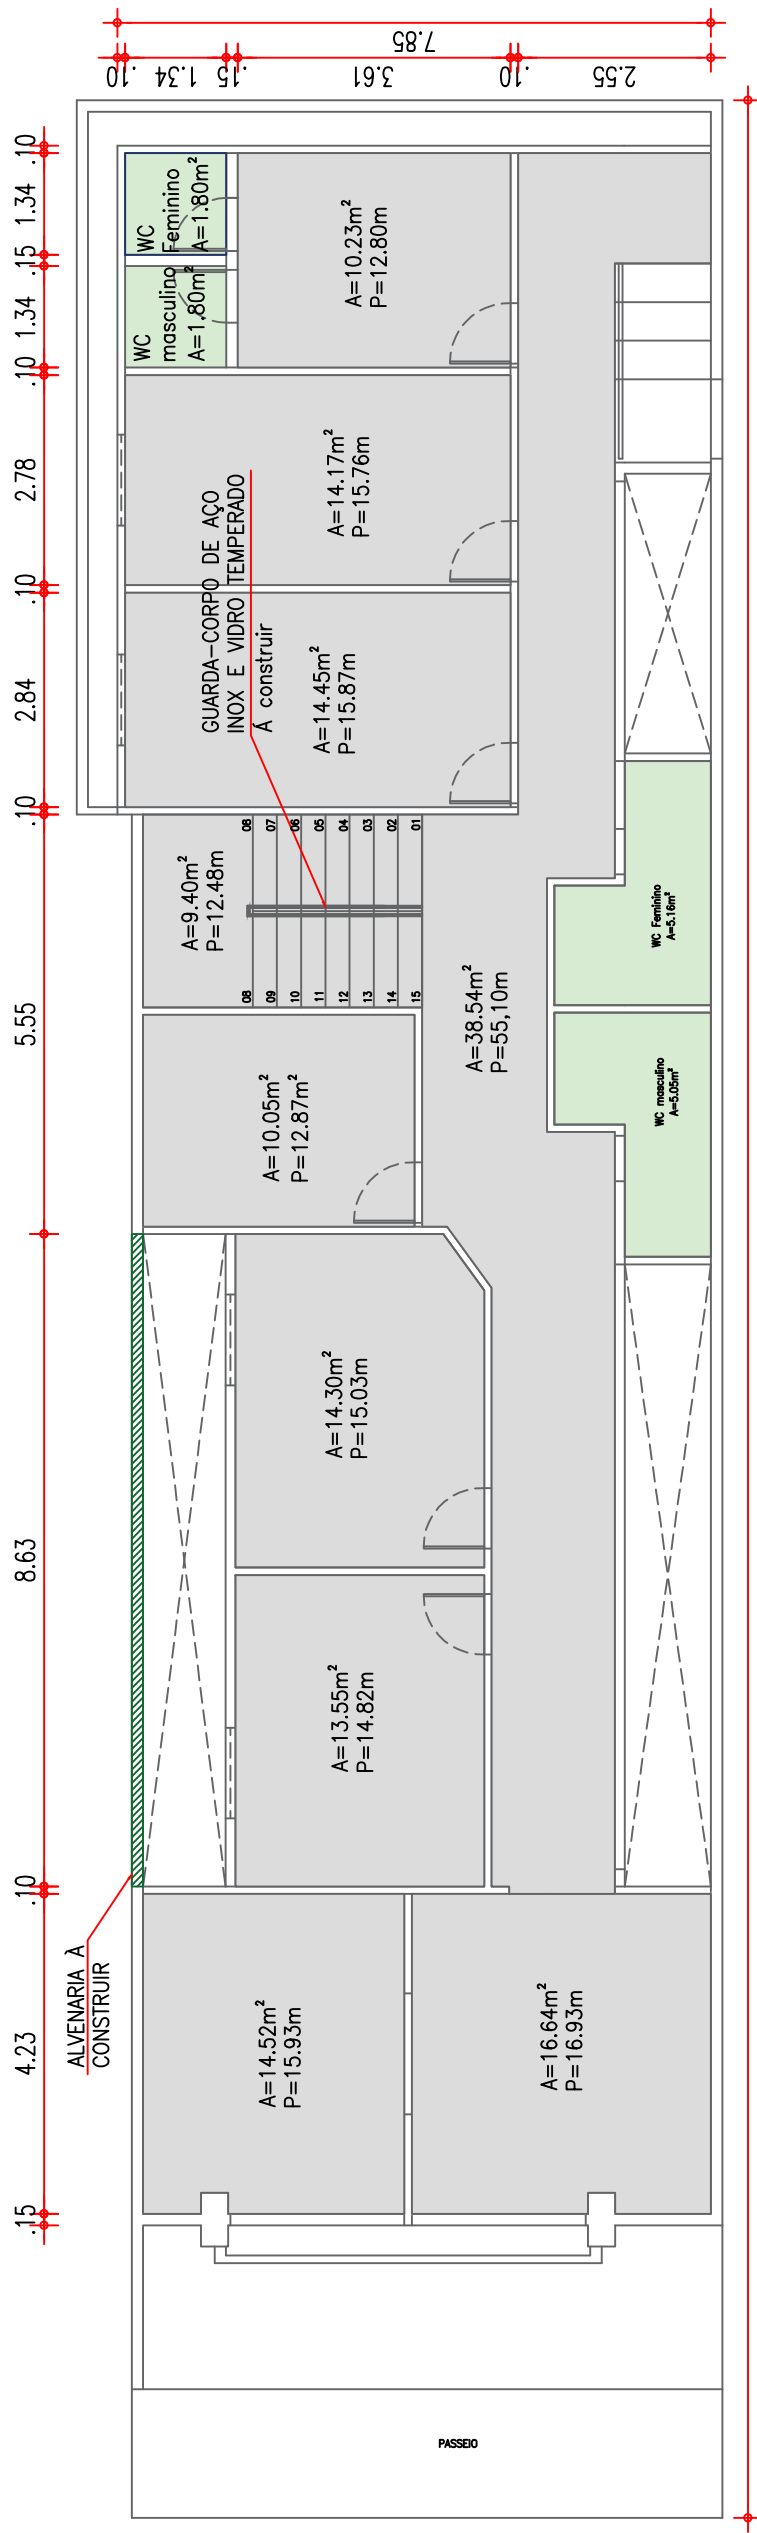 7.85
.10
1.34
.15
3.61
.10
2.55
.10
1.34
.15
1.34
.10
2.78
.10
2.84
.10
5.55
8.63
.10
4.23
.15
WC
Feminino
A=1.80m²
WC
masculino
A=1.80m²
A=10.23m²
P=12.80m
A=14.17m²
P=15.76m
GUARDA-CORPO DE AÇO
INOX E VIDRO TEMPERADO
Á construir
A=14.45m²
P=15.87m
A=9.40m²
P=12.48m
08
07
06
05
04
03
02
01
08
09
10
11
12
13
14
15
A=38.54m²
P=55,10m
WC Feminino
A=5.16m²
WC masculino
A=5.05m²
A=10.05m²
P=12.87m
A=14.30m²
P=15.03m
A=13.55m²
P=14.82m
ALVENARIA À
CONSTRUIR
A=14.52m²
P=15.93m
A=16.64m²
P=16.93m
PASSEIO